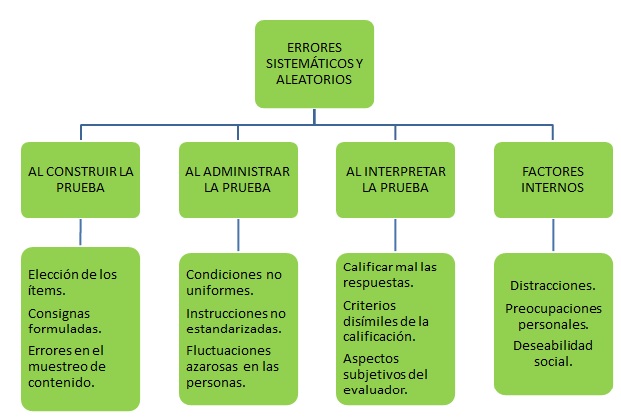 ERRORES
SISTEMÁTICOS Y
ALEATORIOS
AL CONSTRUIR LA
PRUEBA
AL ADMINISTRAR
LA PRUEBA
AL INTERPRETAR
LA PRUEBA
FACTORES
INTERNOS
Elección de los
ítems.
Consignas
formuladas.
Errores en el
muestreo de
contenido.
Condiciones no
uniformes.
Instrucciones no
estandarizadas.
Fluctuaciones
azarosas en las
personas.
Calificar mal las
respuestas.
Criterios
disímiles de la
calificación.
Aspectos
subjetivos del
evaluador.
Distracciones.
Preocupaciones
personales.
Deseabilidad
social.